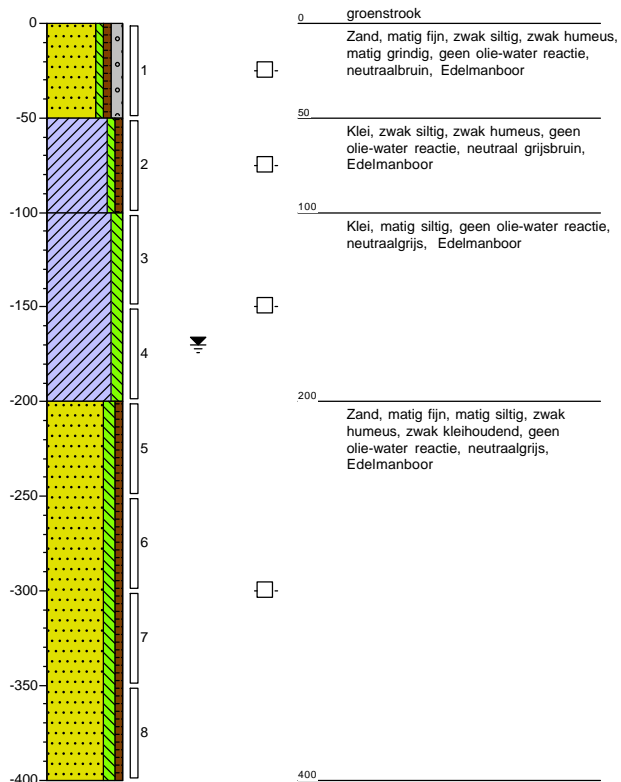 0
-50
-100
-150
-200
-250
-300
-350
-400
1
2
3
4
5
6
7
8
0
groenstrook
Zand, matig fijn, zwak siltig, zwak humeus,
matig grindig, geen olie-water reactie,
neutraalbruin, Edelmanboor
50
Klei, zwak siltig, zwak humeus, geen
olie-water reactie, neutraal grijsbruin,
Edelmanboor
100
Klei, matig siltig, geen olie-water reactie,
neutraalgrijs, Edelmanboor
200
Zand, matig fijn, matig siltig, zwak
humeus, zwak kleihoudend, geen
olie-water reactie, neutraalgrijs,
Edelmanboor
400